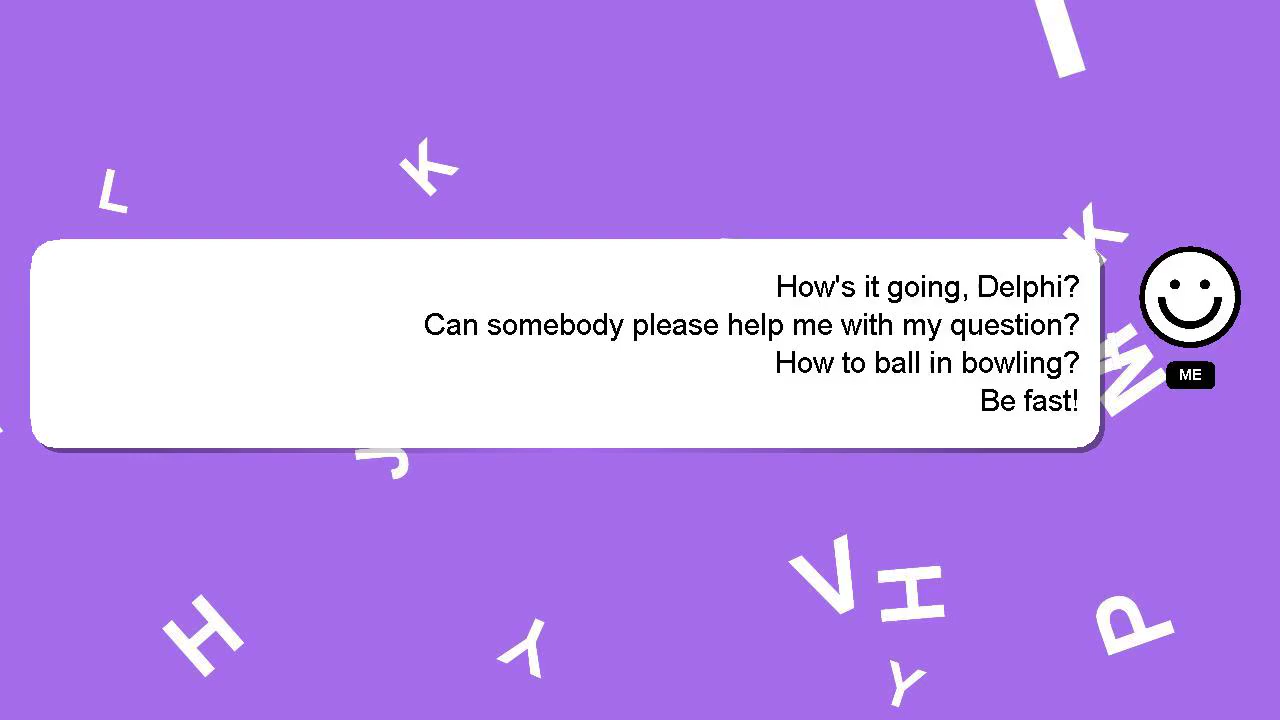 How's it going, Delphi?
Can somebody please help me with my question?
How to ball in bowling?
Be fast!
ME
I
L
K
K
M
J
V
H
H
Y
Y
P